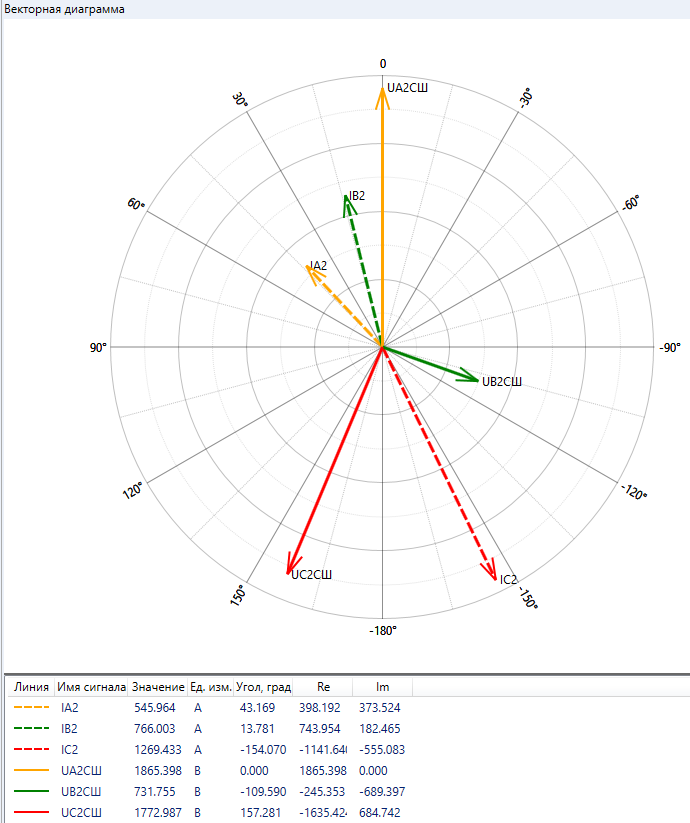 Векторная диаграмма
0
UA2СШ
30°
-30°
IB2
60°
-60°
IA2
90°
-90°
UB2СШ
120°
-120°
UC2СШ
IC2
150°
-150°
-180°
Линия Имя сигнала Значение Ед. изм. Угол, град Re Im
IA2 545.964 А 43.169 398.192 373.524
IB2 766.003 А 13.781 743.954 182.465
IC2 1269.433 А -154.070 -1141.640 -555.083
UA2СШ 1865.398 В 0.000 1865.398 0.000
UB2СШ 731.755 В -109.590 -245.353 -689.397
UC2СШ 1772.987 В 157.281 -1635.424 684.742